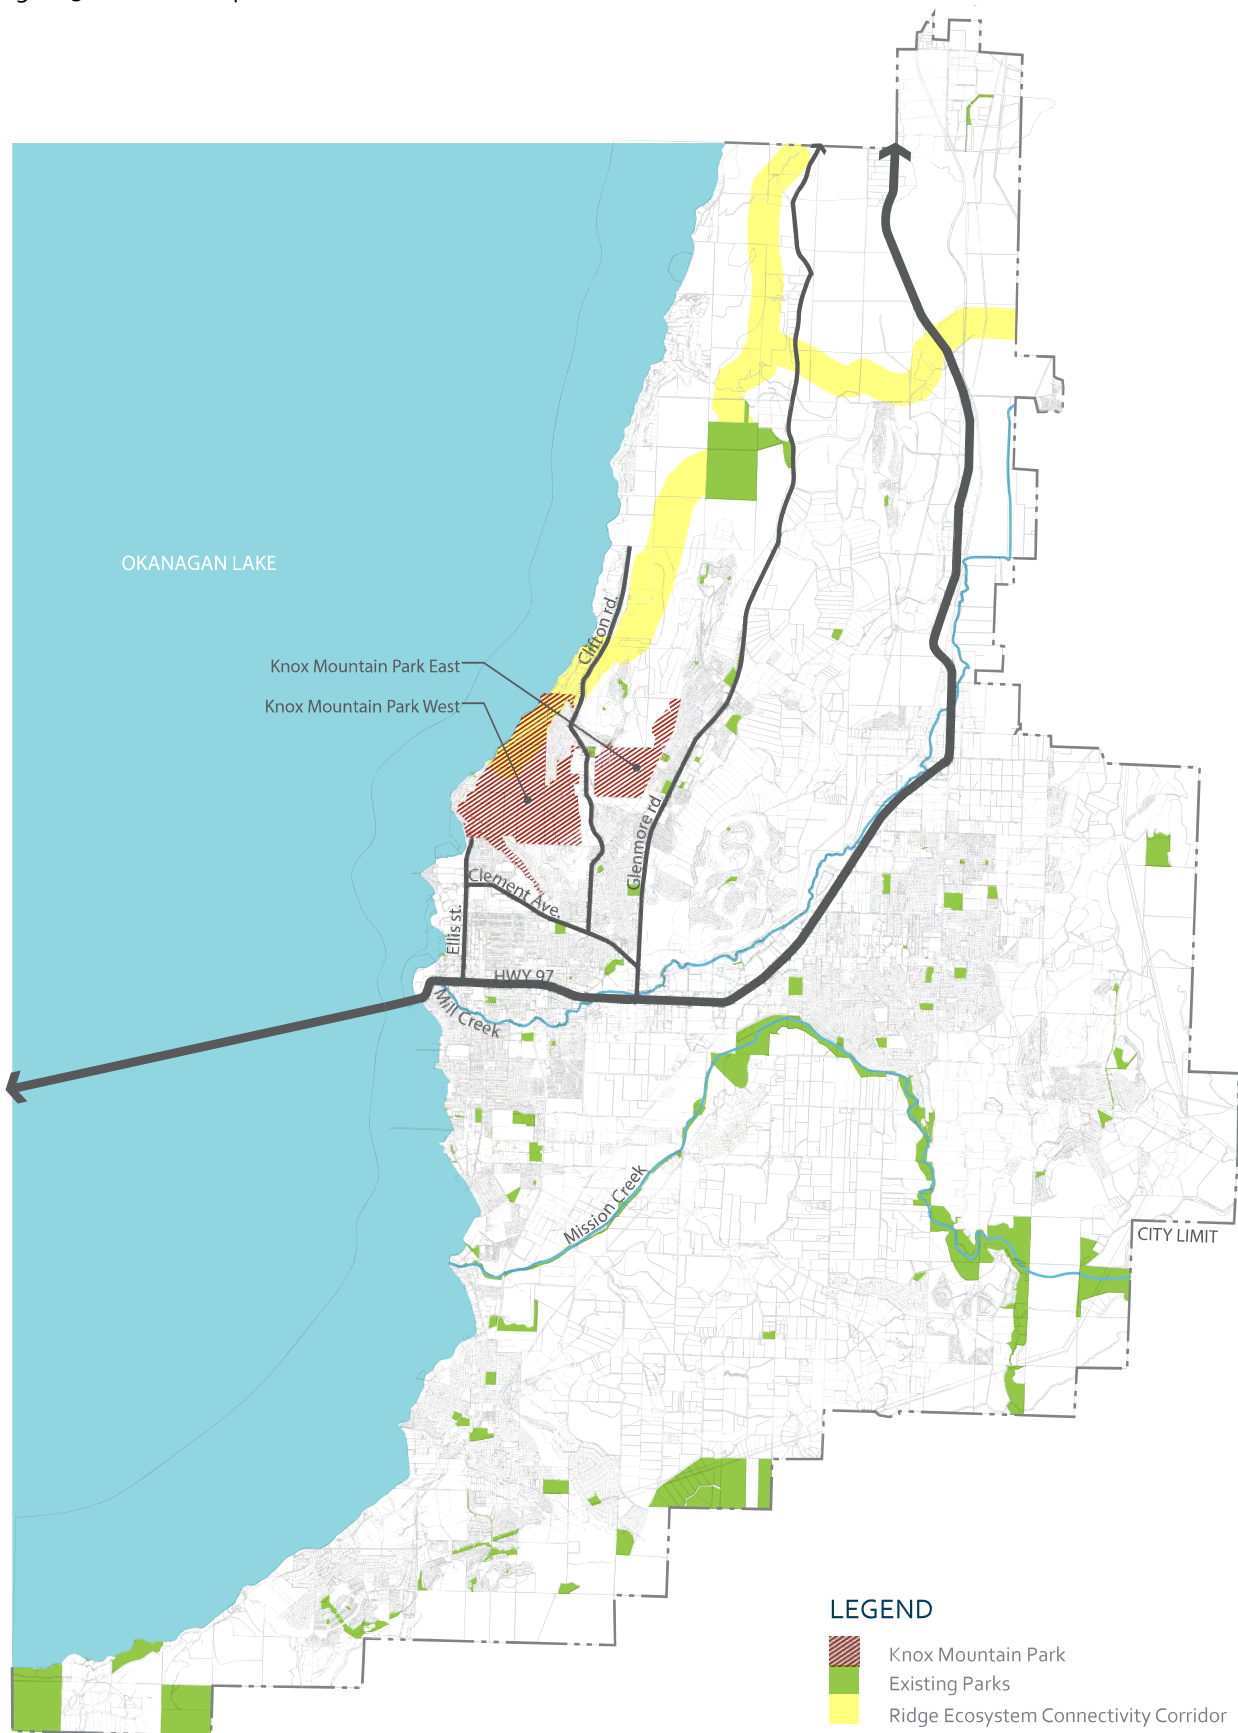 OKANAGAN LAKE
Clifton rd.
Knox Mountain Park East
Knox Mountain Park West
Glenmore rd
Clement Ave.
Ellis st.
HWY 97
Mill Creek
Mission Creek
CITY LIMIT
LEGEND
Knox Mountain Park
Existing Parks
Ridge Ecosystem Connectivity Corridor